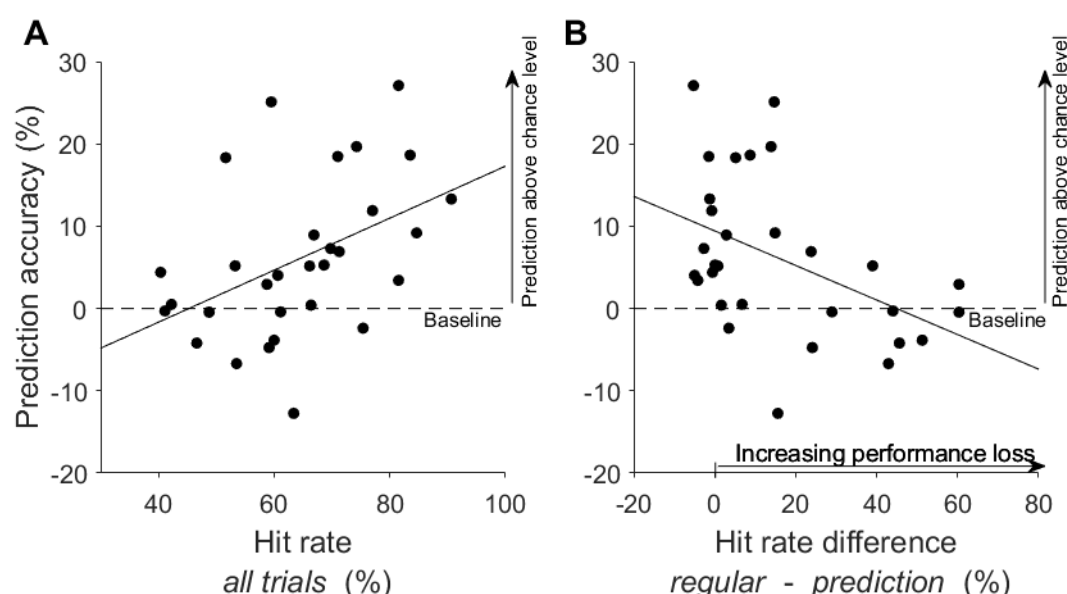 A
B
Prediction accuracy (%)
30
20
10
0
-10
-20
40
60
80
100
Hit rate
all trials (%)
Baseline
Prediction above chance level
30
20
10
0
-10
-20
-20
0
20
40
60
80
Increasing performance loss
Hit rate difference
regular - prediction (%)
Baseline
Prediction above chance level